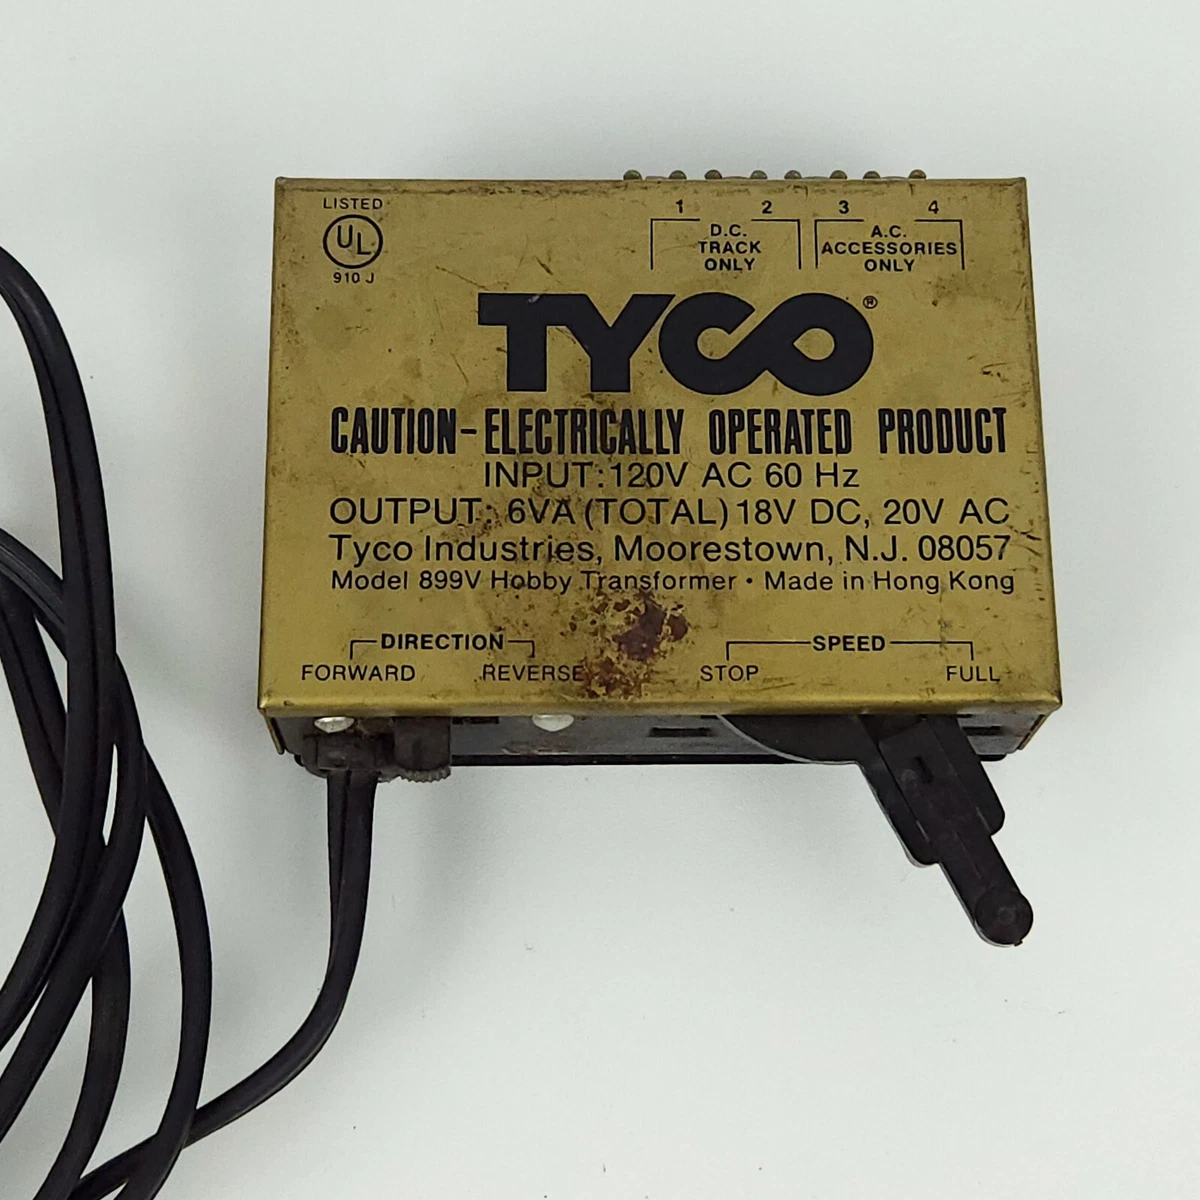 LISTED
UL
910 J
1 2 3 4
D.C.
TRACK
ONLY
A.C.
ACCESSORIES
ONLY
TYCO®
CAUTION-ELECTRICALLY OPERATED PRODUCT
INPUT: 120V AC 60 Hz
OUTPUT: 6VA (TOTAL) 18V DC, 20V AC
Tyco Industries, Moorestown, N.J. 08057
Model 899V Hobby Transformer • Made in Hong Kong
DIRECTION
FORWARD REVERSE
SPEED
STOP FULL